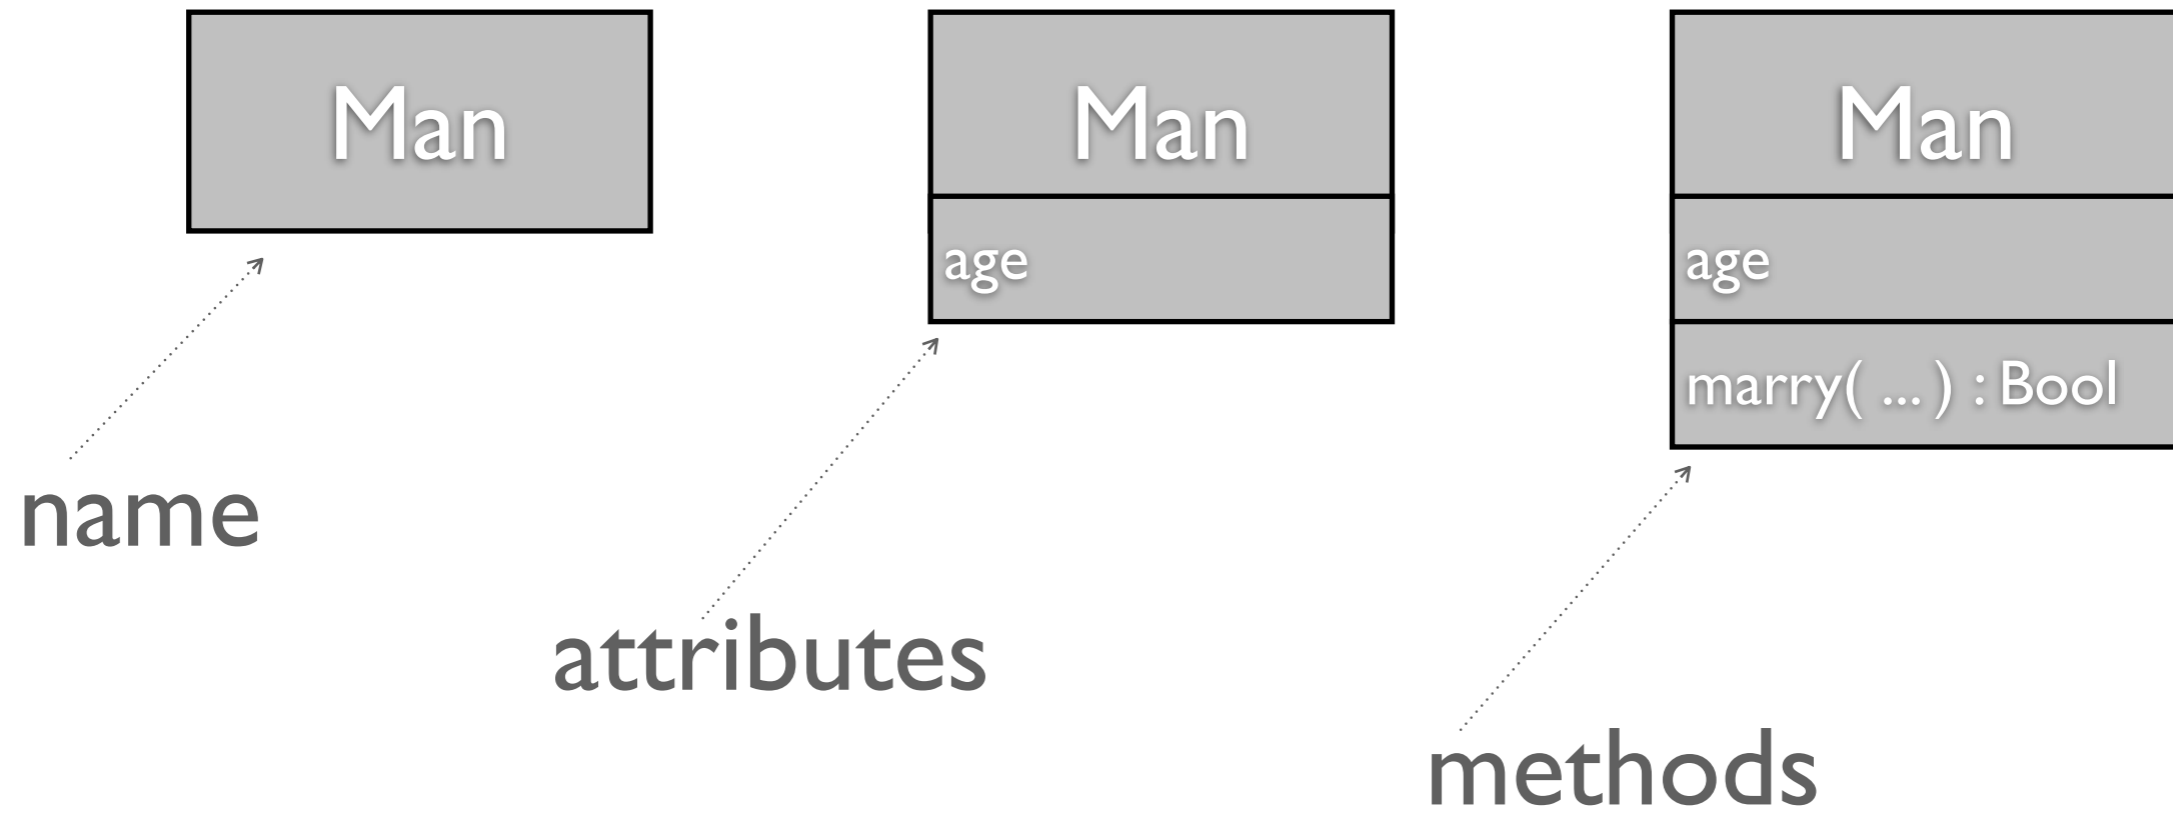 Man
Man
age
Man
age
marry( ... ) : Bool
name
attributes
methods